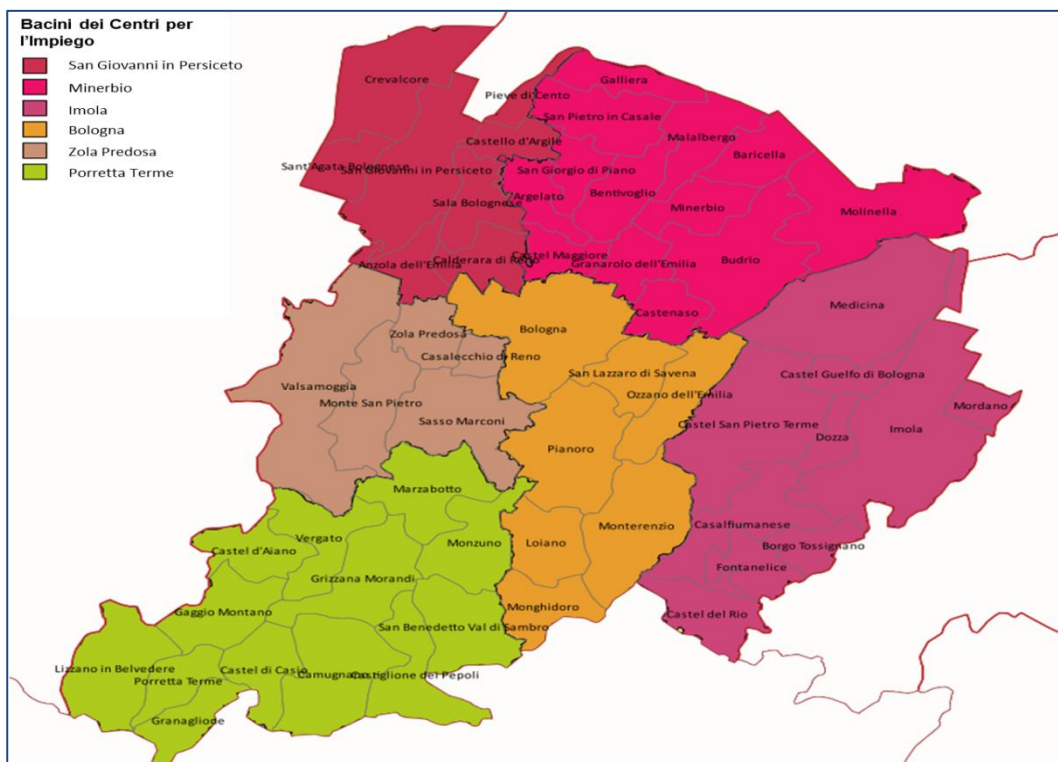 Bacini dei Centri per
l'Impiego
San Giovanni in Persiceto
Minerbio
Imola
Bologna
Zola Predosa
Porretta Terme
Crevalcore
Galliera
Pieve di Cento
San Pietro in Casale
Malalbergo
Castello d'Argile
Baricella
Sant'Agata Bolognese
San Giovanni in Persiceto
San Giorgio di Piano
Bentivoglio
Argelato
Sala Bolognese
Minerbio
Molinella
Castel Maggiore
Anzola dell'Emilia
Calderara di Reno
Granarolo dell'Emilia
Budrio
Medicina
Castenaso
Bologna
Zola Predosa
Casalecchio di Reno
San Lazzaro di Savena
Castel Guelfo di Bologna
Valsamoggia
Ozzano dell'Emilia
Monte San Pietro
Mordano
Sasso Marconi
Castel San Pietro Terme
Imola
Dozza
Pianoro
Marzabotto
Casalfiumanese
Monterenzio
Vergato
Loiano
Monzuno
Borgo Tossignano
Castel d'Aiano
Fontanelice
Grizzana Morandi
Monghidoro
Gaggio Montano
Castel del Rio
San Benedetto Val di Sambro
Lizzano in Belvedere
Castel di Casio
Camugnano
Castiglione dei Pepoli
Porretta Terme
Granagliode